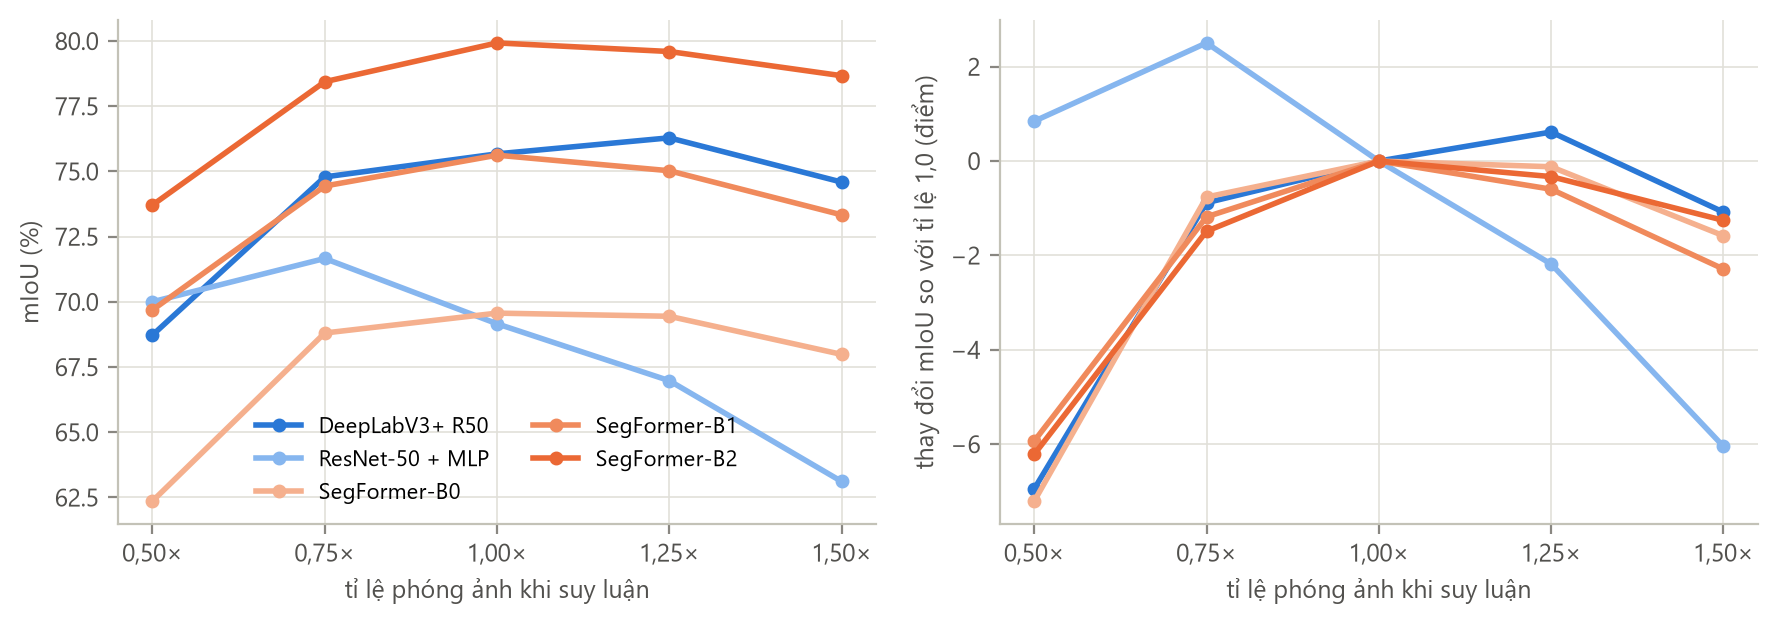 mIoU (%)
80.0
77.5
75.0
72.5
70.0
67.5
65.0
62.5
DeepLabV3+ R50
ResNet-50 + MLP
SegFormer-B0
SegFormer-B1
SegFormer-B2
0,50×
0,75×
1,00×
1,25×
1,50×
tỉ lệ phóng ảnh khi suy luận
thay đổi mIoU so với tỉ lệ 1,0 (điểm)
2
0
−2
−4
−6
0,50×
0,75×
1,00×
1,25×
1,50×
tỉ lệ phóng ảnh khi suy luận